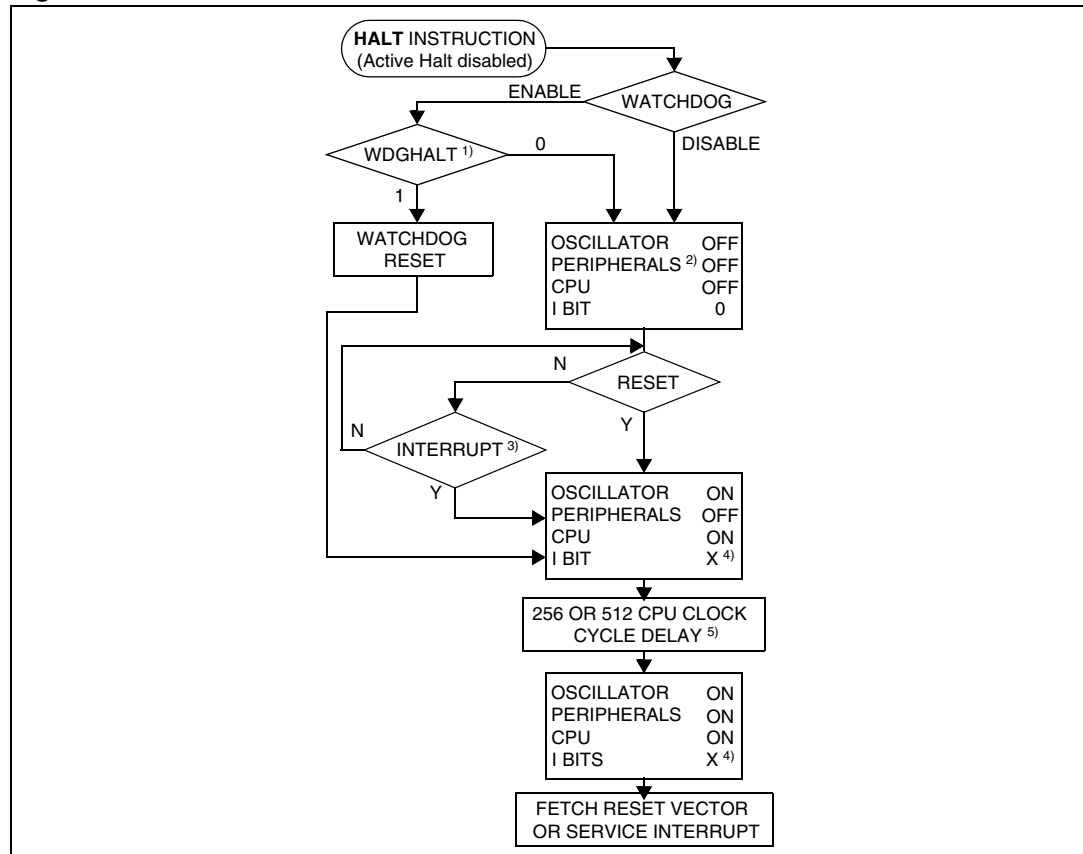 HALT INSTRUCTION
(Active Halt disabled)
ENABLE
WATCHDOG
WDGHALT 1)
0
DISABLE
1
WATCHDOG
RESET
OSCILLATOR OFF
PERIPHERALS 2) OFF
CPU OFF
I BIT 0
N
RESET
N
INTERRUPT 3)
Y
Y
OSCILLATOR ON
PERIPHERALS OFF
CPU ON
I BIT X 4)
256 OR 512 CPU CLOCK
CYCLE DELAY 5)
OSCILLATOR ON
PERIPHERALS ON
CPU ON
I BITS X 4)
FETCH RESET VECTOR
OR SERVICE INTERRUPT